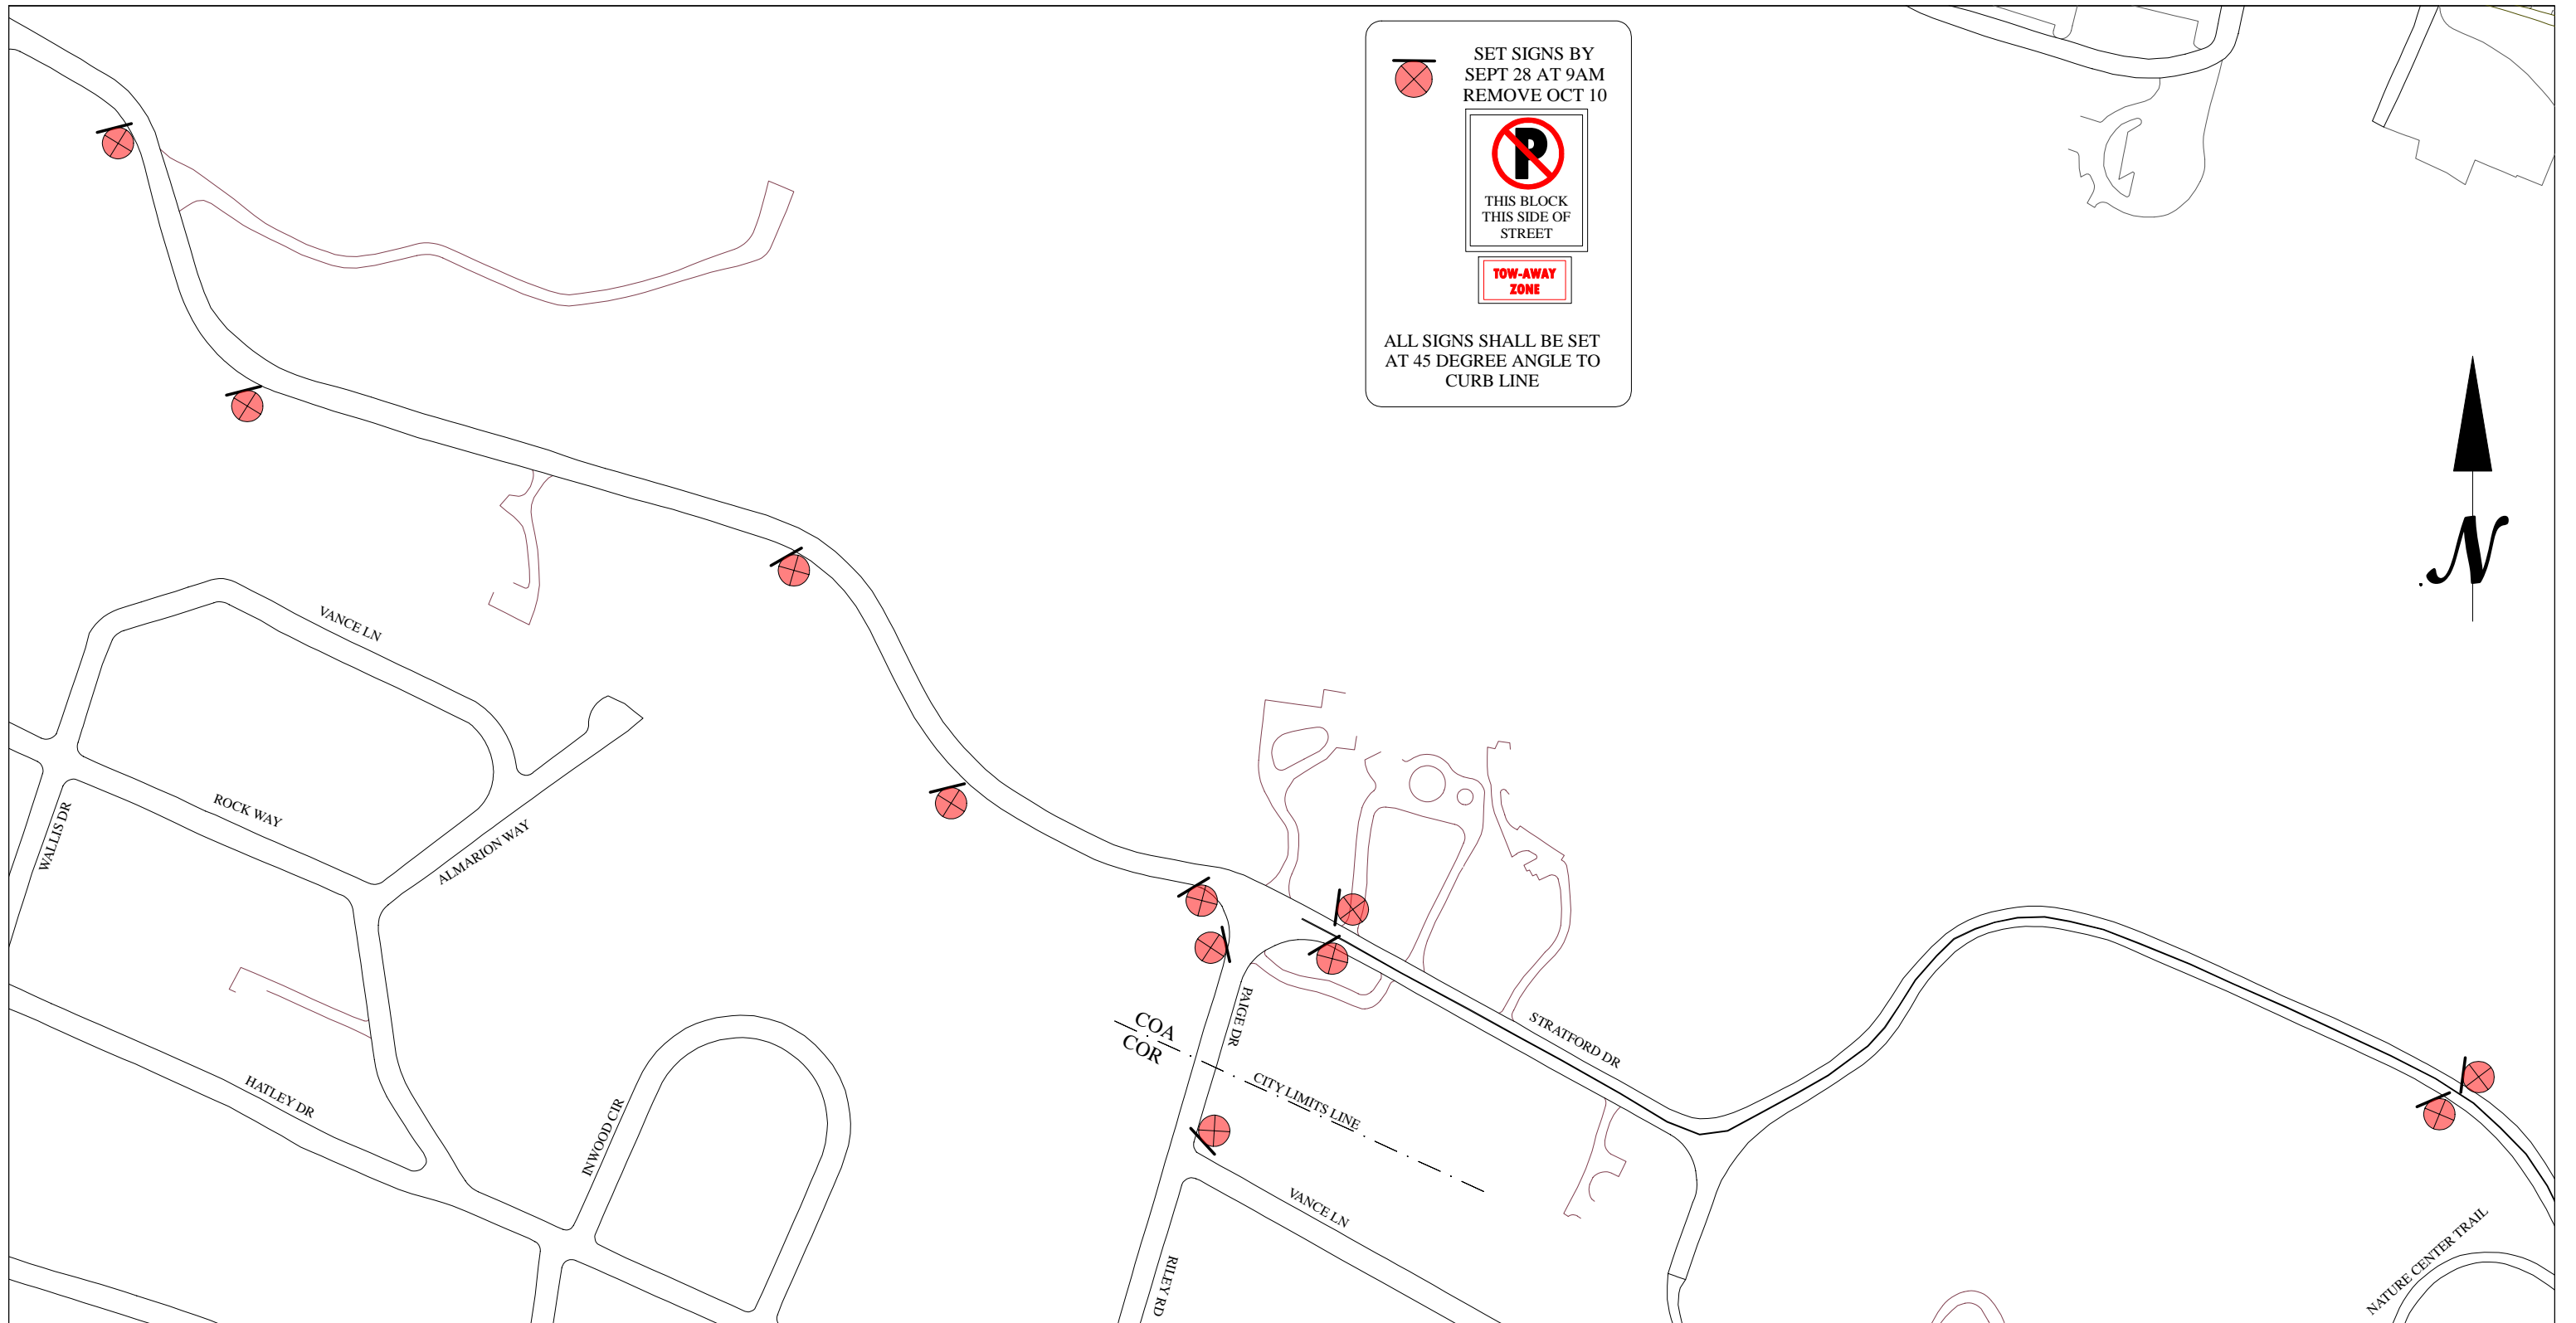 SET SIGNS BY
SEPT 28 AT 9AM
REMOVE OCT 10
P
THIS BLOCK
THIS SIDE OF
STREET
TOW-AWAY
ZONE
ALL SIGNS SHALL BE SET
AT 45 DEGREE ANGLE TO
CURB LINE
N
VANCE LN
ROCK WAY
WALLIS DR
ALMARION WAY
HATLEY DR
INWOOD CIR
COA
COR
PAIGE DR
CITY LIMITS LINE
STRATFORD DR
VANCE LN
RILEY RD
NATURE CENTER TRAIL